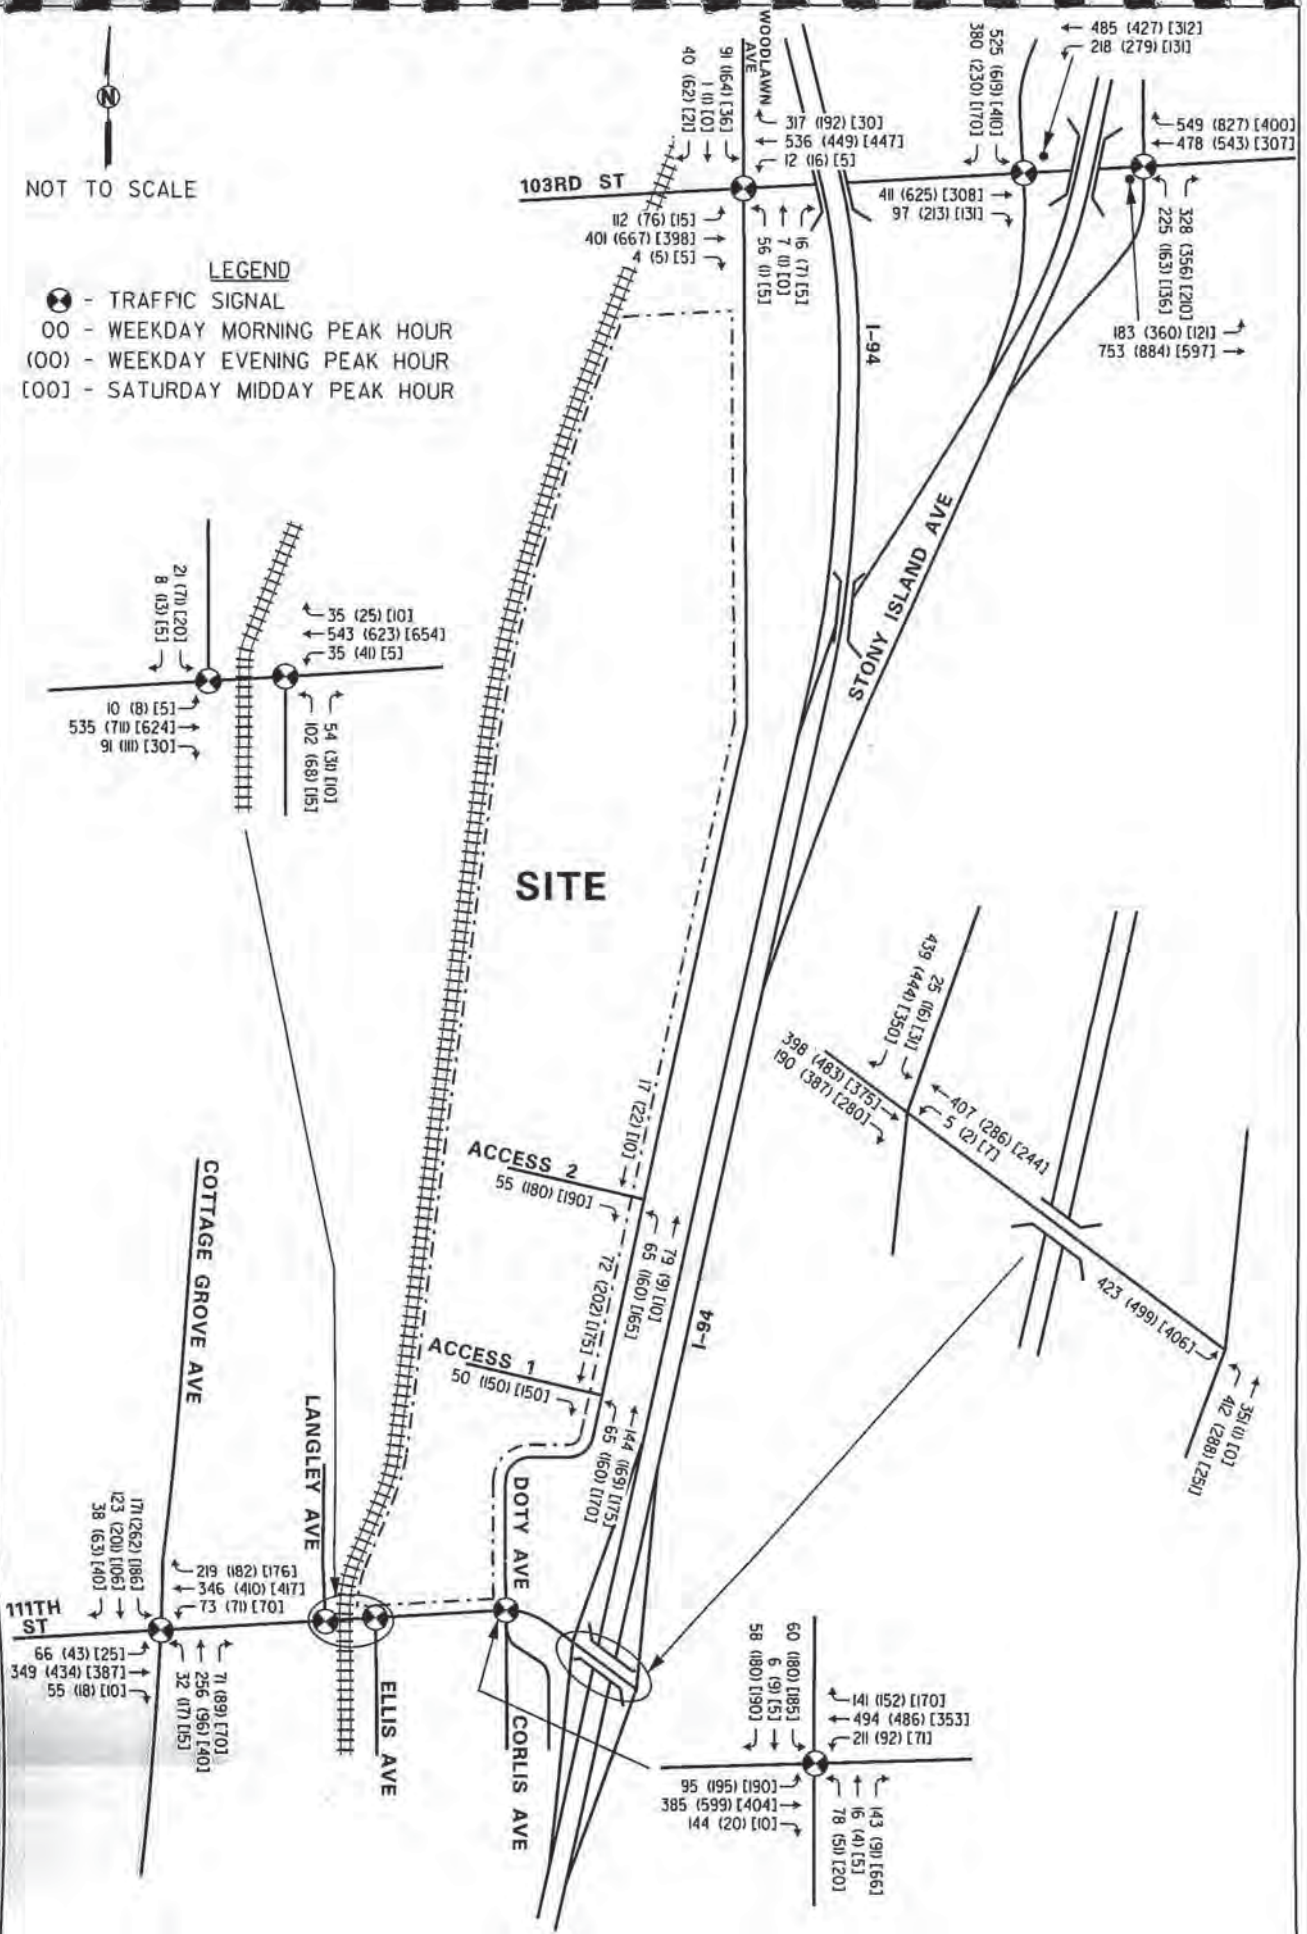 WOODLAWN
AVE
91 (164) [36]
1 (1) [0]
40 (62) [21]
317 (192) [30]
536 (449) [447]
12 (16) [5]
525 (619) [410]
380 (230) [170]
485 (427) [312]
218 (279) [131]
549 (827) [400]
478 (543) [307]
N
NOT TO SCALE
103RD ST
112 (76) [15]
401 (667) [398]
4 (5) [5]
16 (7) [5]
7 (1) [0]
56 (1) [5]
411 (625) [308]
97 (213) [131]
328 (356) [210]
225 (163) [136]
183 (360) [121]
753 (884) [597]
LEGEND
- TRAFFIC SIGNAL
00 - WEEKDAY MORNING PEAK HOUR
(00) - WEEKDAY EVENING PEAK HOUR
[00] - SATURDAY MIDDAY PEAK HOUR
I-94
STONY ISLAND AVE
21 (71) [20]
8 (13) [5]
35 (25) [10]
543 (623) [654]
35 (41) [5]
10 (8) [5]
535 (711) [624]
91 (111) [30]
54 (31) [10]
102 (68) [15]
SITE
25 (16) [31]
439 (444) [350]
398 (483) [375]
190 (387) [280]
407 (286) [244]
5 (2) [7]
423 (499) [406]
351 (1) [0]
412 (288) [251]
17 (22) [10]
ACCESS 2
55 (180) [190]
79 (9) [10]
65 (160) [165]
72 (202) [175]
ACCESS 1
50 (150) [150]
144 (169) [175]
65 (160) [170]
I-94
COTTAGE GROVE AVE
LANGLEY AVE
DOTY AVE
171 (262) [186]
123 (201) [106]
38 (63) [40]
219 (182) [176]
346 (410) [417]
73 (71) [70]
111TH
ST
66 (43) [25]
349 (434) [387]
55 (18) [10]
71 (89) [70]
256 (96) [40]
32 (17) [15]
ELLIS AVE
CORLIS AVE
60 (180) [185]
6 (9) [5]
58 (180) [190]
141 (152) [170]
494 (486) [353]
211 (92) [71]
95 (195) [190]
385 (599) [404]
144 (20) [10]
143 (91) [66]
16 (4) [5]
78 (51) [20]